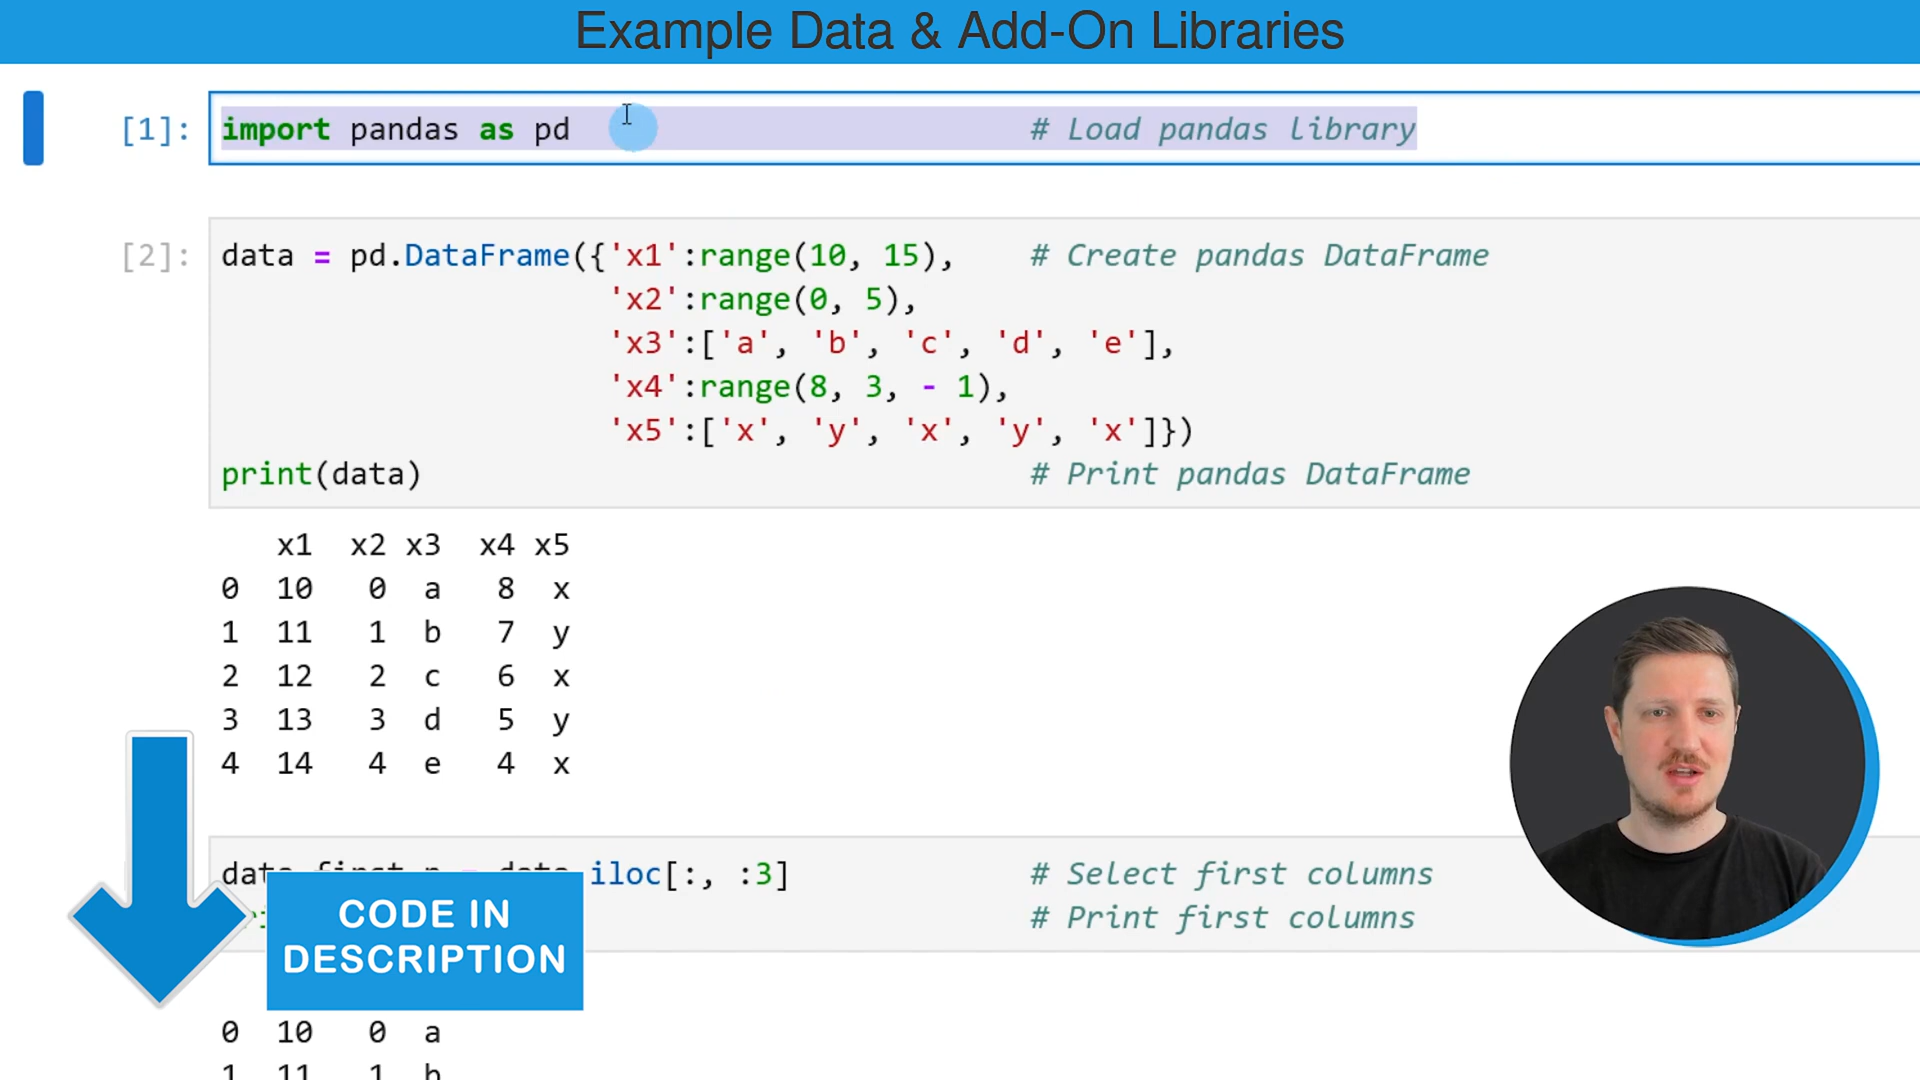 Example Data & Add-On Libraries
[1]: import pandas as pd # Load pandas library
[2]: data = pd.DataFrame({'x1':range(10, 15), # Create pandas DataFrame
'x2':range(0, 5),
'x3':['a', 'b', 'c', 'd', 'e'],
'x4':range(8, 3, - 1),
'x5':['x', 'y', 'x', 'y', 'x']})
print(data) # Print pandas DataFrame
x1 x2 x3 x4 x5
0 10 0 a 8 x
1 11 1 b 7 y
2 12 2 c 6 x
3 13 3 d 5 y
4 14 4 e 4 x
iloc[:, :3] # Select first columns
# Print first columns
CODE IN
DESCRIPTION
0 10 0 a
1 11 1 b